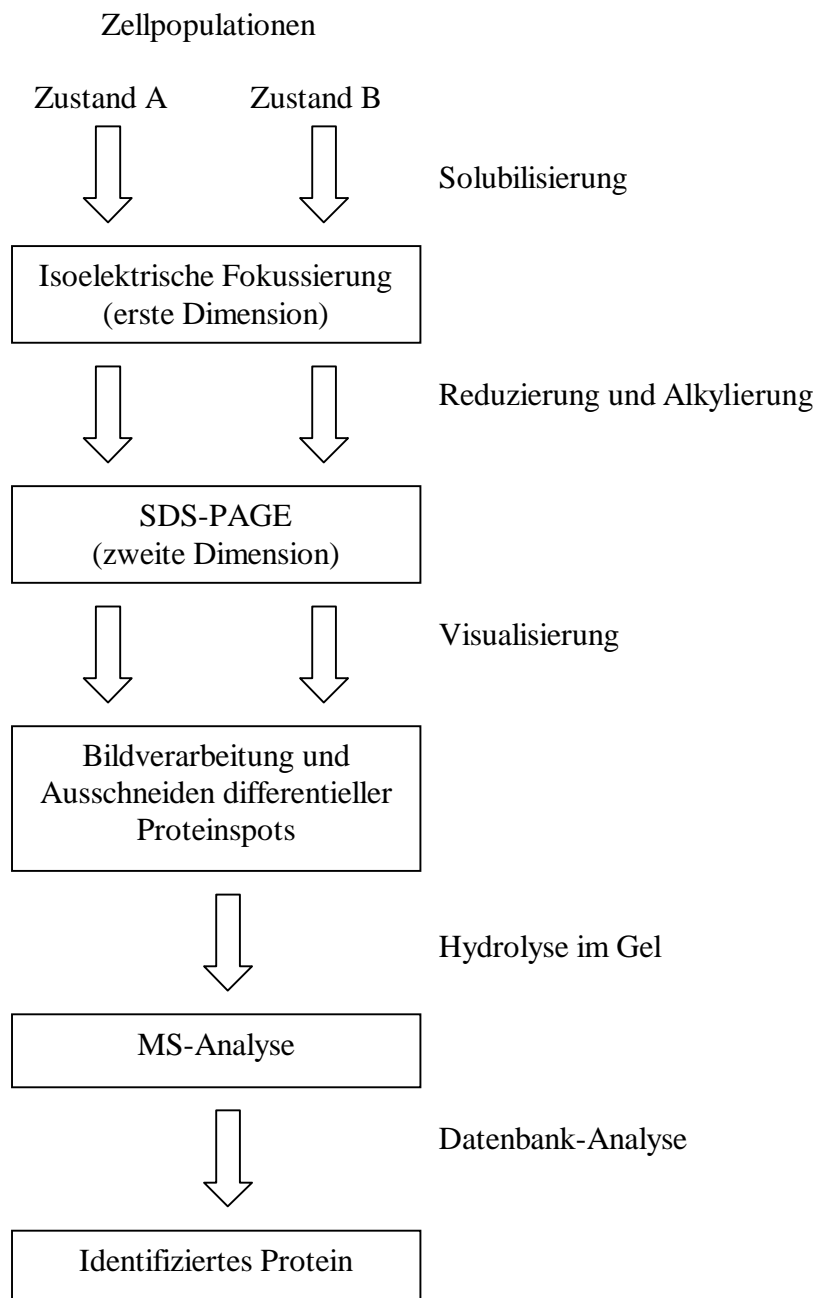 Zellpopulationen
Zustand A Zustand B
Solubilisierung
Isoelektrische Fokussierung
(erste Dimension)
Reduzierung und Alkylierung
SDS-PAGE
(zweite Dimension)
Visualisierung
Bildverarbeitung und
Ausschneiden differentieller
Proteinspots
Hydrolyse im Gel
MS-Analyse
Datenbank-Analyse
Identifiziertes Protein